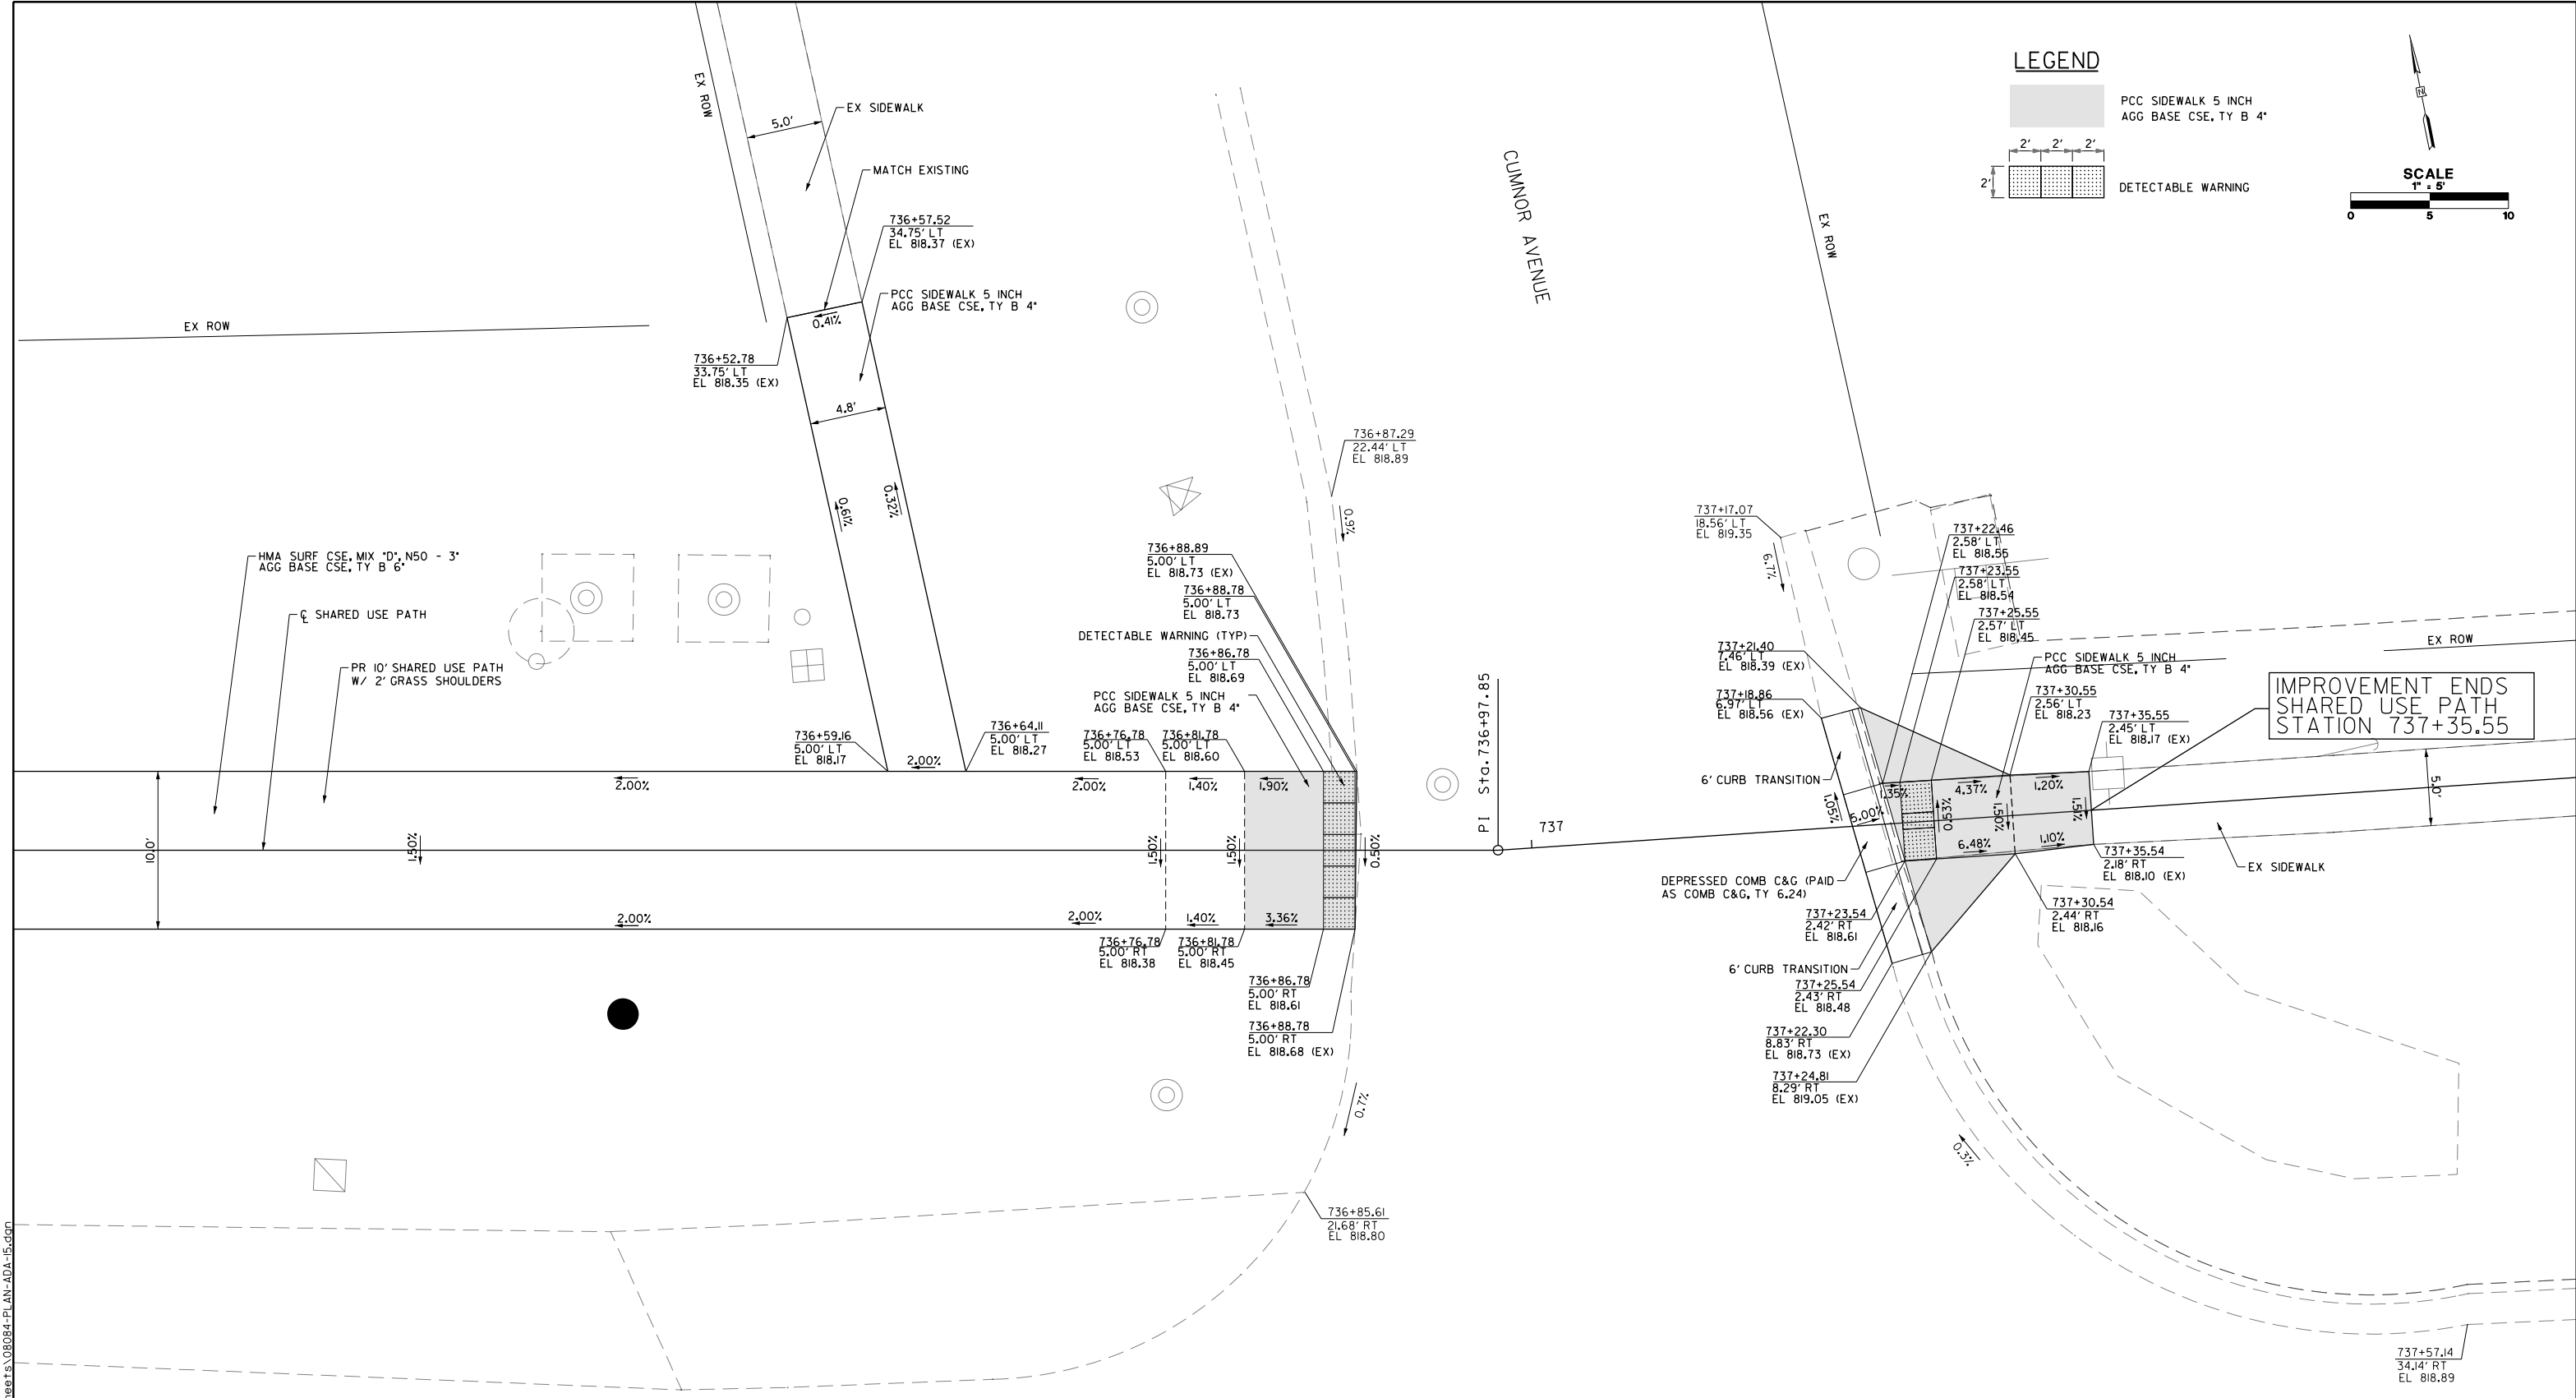 LEGEND
PCC SIDEWALK 5 INCH
AGG BASE CSE, TY B 4"
2' 2' 2'
2'
DETECTABLE WARNING
N
SCALE
1" = 5'
0 5 10
EX ROW
5.0'
EX SIDEWALK
MATCH EXISTING
736+57.52
34.75' LT
EL 818.37 (EX)
PCC SIDEWALK 5 INCH
AGG BASE CSE, TY B 4"
0.41%
EX ROW
736+52.78
33.75' LT
EL 818.35 (EX)
4.8'
0.61%
0.32%
CUMNOR AVENUE
EX ROW
736+87.29
22.44' LT
EL 818.89
0.9%
HMA SURF CSE, MIX "D", N50 - 3"
AGG BASE CSE, TY B 6"
℄ SHARED USE PATH
PR 10' SHARED USE PATH
W/ 2' GRASS SHOULDERS
736+88.89
5.00' LT
EL 818.73 (EX)
736+88.78
5.00' LT
EL 818.73
DETECTABLE WARNING (TYP)
736+86.78
5.00' LT
EL 818.69
PCC SIDEWALK 5 INCH
AGG BASE CSE, TY B 4"
736+59.16
5.00' LT
EL 818.17
736+64.11
5.00' LT
EL 818.27
736+76.78
5.00' LT
EL 818.53
736+81.78
5.00' LT
EL 818.60
2.00%
2.00%
2.00%
1.40%
1.90%
10.0'
1.50%
1.50%
1.50%
0.50%
2.00%
2.00%
1.40%
3.36%
736+76.78
5.00' RT
EL 818.38
736+81.78
5.00' RT
EL 818.45
736+86.78
5.00' RT
EL 818.61
736+88.78
5.00' RT
EL 818.68 (EX)
0.7%
736+85.61
21.68' RT
EL 818.80
PI Sta. 736+97.85
737
737+17.07
18.56' LT
EL 819.35
6.7%
737+22.46
2.58' LT
EL 818.55
737+23.55
2.58' LT
EL 818.54
737+25.55
2.57' LT
EL 818.45
737+21.40
7.46' LT
EL 818.39 (EX)
737+18.86
6.97' LT
EL 818.56 (EX)
PCC SIDEWALK 5 INCH
AGG BASE CSE, TY B 4"
737+30.55
2.56' LT
EL 818.23
737+35.55
2.45' LT
EL 818.17 (EX)
EX ROW
IMPROVEMENT ENDS
SHARED USE PATH
STATION 737+35.55
6' CURB TRANSITION
1.05%
5.00%
1.35%
4.37%
1.20%
0.53%
1.50%
1.51%
6.48%
1.10%
5.0'
EX SIDEWALK
DEPRESSED COMB C&G (PAID
AS COMB C&G, TY 6.24)
737+35.54
2.18' RT
EL 818.10 (EX)
737+30.54
2.44' RT
EL 818.16
737+23.54
2.42' RT
EL 818.61
6' CURB TRANSITION
737+25.54
2.43' RT
EL 818.48
737+22.30
8.83' RT
EL 818.73 (EX)
737+24.81
8.29' RT
EL 819.05 (EX)
0.3%
737+57.14
34.14' RT
EL 818.89
eets\08084-PLAN-ADA-15.dgn